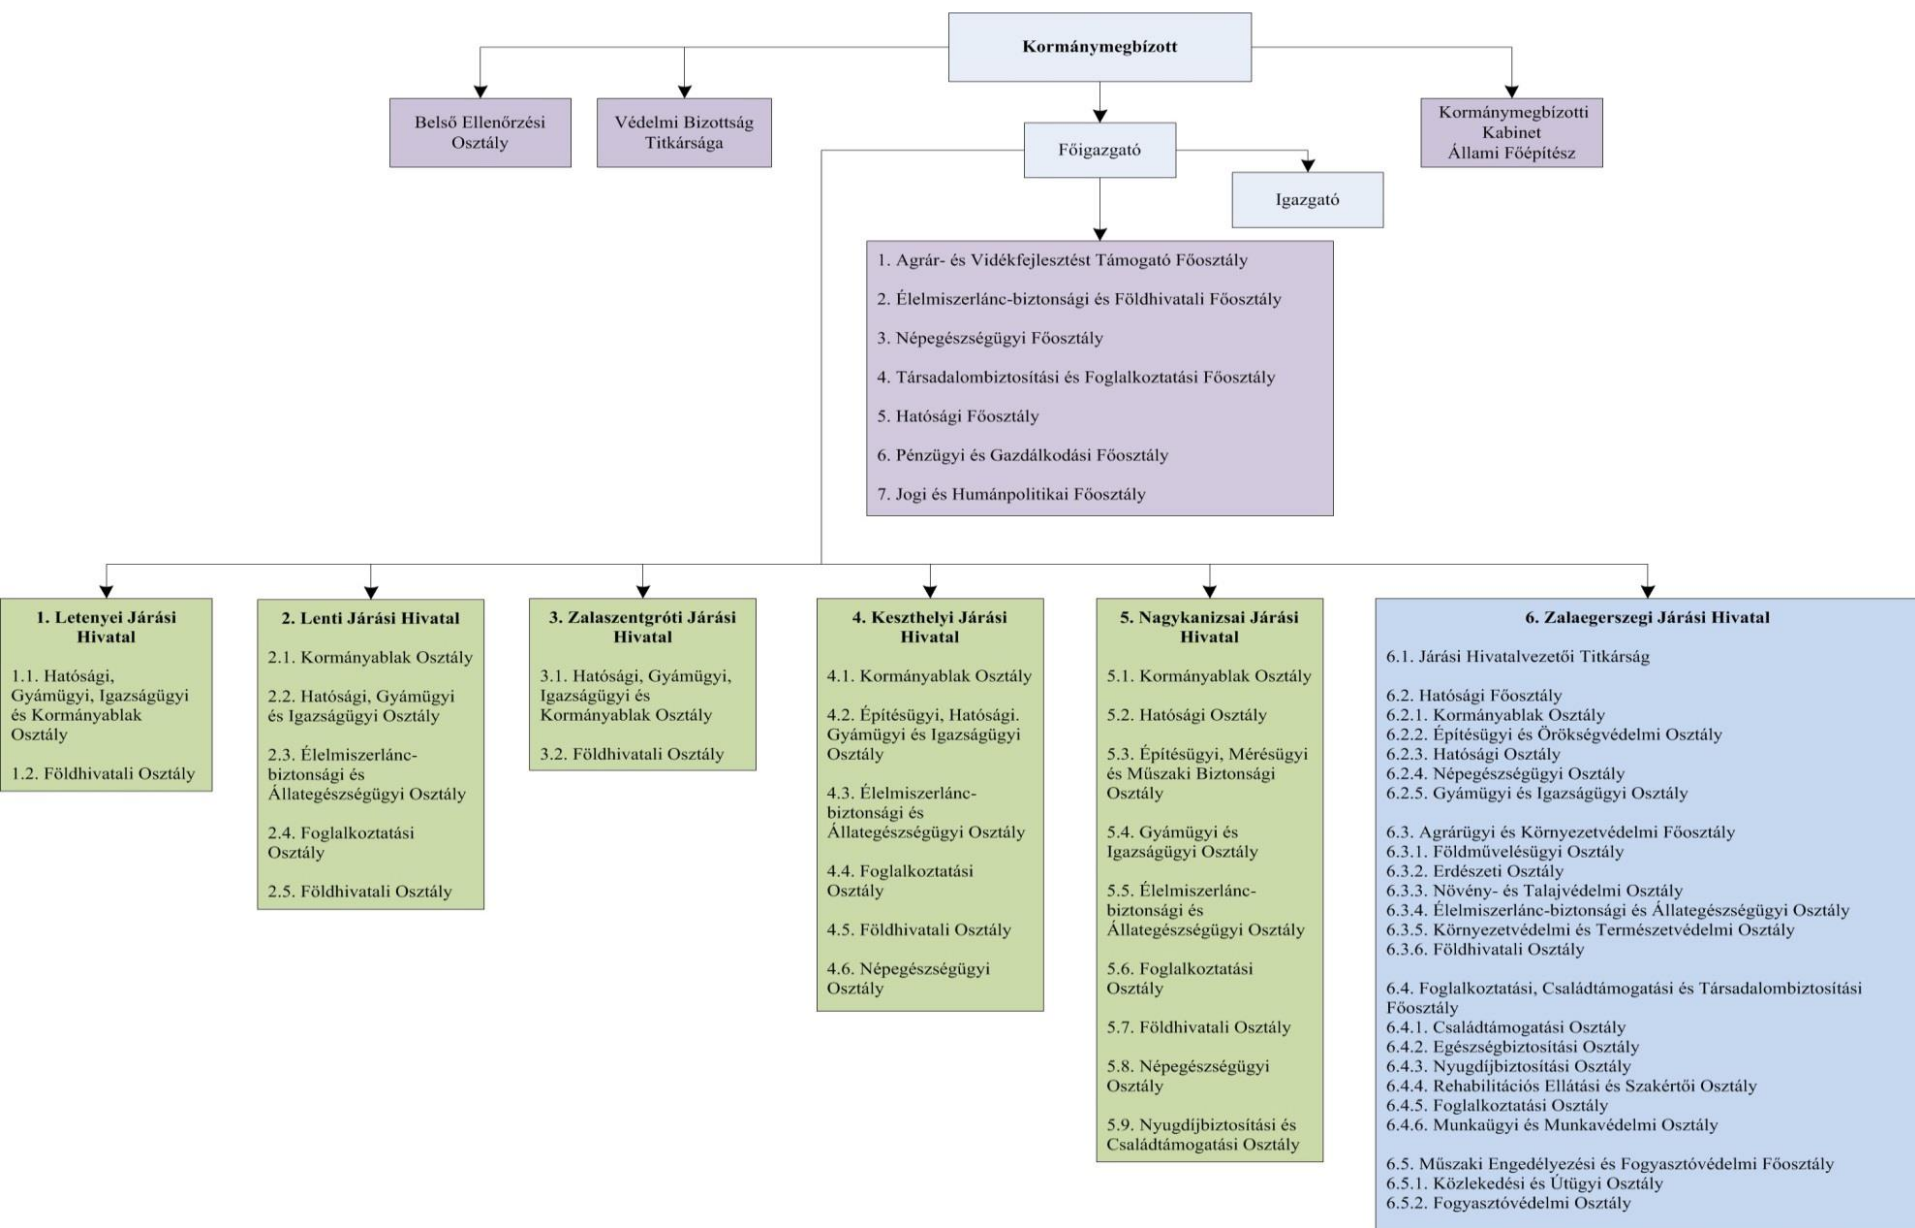 Kormánymegbízott
Belső Ellenőrzési
Osztály
Védelmi Bizottság
Titkársága
Kormánymegbízotti
Kabinet
Állami Főépítész
Főigazgató
Igazgató
1. Agrár- és Vidékfejlesztést Támogató Főosztály
2. Élelmiszerlánc-biztonsági és Földhivatali Főosztály
3. Népegészségügyi Főosztály
4. Társadalombiztosítási és Foglalkoztatási Főosztály
5. Hatósági Főosztály
6. Pénzügyi és Gazdálkodási Főosztály
7. Jogi és Humánpolitikai Főosztály
1. Letenyei Járási
Hivatal
1.1. Hatósági,
Gyámügyi, Igazságügyi
és Kormányablak
Osztály
1.2. Földhivatali Osztály
2. Lenti Járási Hivatal
2.1. Kormányablak Osztály
2.2. Hatósági, Gyámügyi
és Igazságügyi Osztály
2.3. Élelmiszerlánc-
biztonsági és
Állategészségügyi Osztály
2.4. Foglalkoztatási
Osztály
2.5. Földhivatali Osztály
3. Zalaszentgróti Járási
Hivatal
3.1. Hatósági, Gyámügyi,
Igazságügyi és
Kormányablak Osztály
3.2. Földhivatali Osztály
4. Keszthelyi Járási
Hivatal
4.1. Kormányablak Osztály
4.2. Építésügyi, Hatósági.
Gyámügyi és Igazságügyi
Osztály
4.3. Élelmiszerlánc-
biztonsági és
Állategészségügyi Osztály
4.4. Foglalkoztatási
Osztály
4.5. Földhivatali Osztály
4.6. Népegészségügyi
Osztály
5. Nagykanizsai Járási
Hivatal
5.1. Kormányablak Osztály
5.2. Hatósági Osztály
5.3. Építésügyi, Mérésügyi
és Műszaki Biztonsági
Osztály
5.4. Gyámügyi és
Igazságügyi Osztály
5.5. Élelmiszerlánc-
biztonsági és
Állategészségügyi Osztály
5.6. Foglalkoztatási
Osztály
5.7. Földhivatali Osztály
5.8. Népegészségügyi
Osztály
5.9. Nyugdíjbiztosítási és
Családtámogatási Osztály
6. Zalaegerszegi Járási Hivatal
6.1. Járási Hivatalvezetői Titkárság
6.2. Hatósági Főosztály
6.2.1. Kormányablak Osztály
6.2.2. Építésügyi és Örökségvédelmi Osztály
6.2.3. Hatósági Osztály
6.2.4. Népegészségügyi Osztály
6.2.5. Gyámügyi és Igazságügyi Osztály
6.3. Agrárügyi és Környezetvédelmi Főosztály
6.3.1. Földművelésügyi Osztály
6.3.2. Erdészeti Osztály
6.3.3. Növény- és Talajvédelmi Osztály
6.3.4. Élelmiszerlánc-biztonsági és Állategészségügyi Osztály
6.3.5. Környezetvédelmi és Természetvédelmi Osztály
6.3.6. Földhivatali Osztály
6.4. Foglalkoztatási, Családtámogatási és Társadalombiztosítási
Főosztály
6.4.1. Családtámogatási Osztály
6.4.2. Egészségbiztosítási Osztály
6.4.3. Nyugdíjbiztosítási Osztály
6.4.4. Rehabilitációs Ellátási és Szakértői Osztály
6.4.5. Foglalkoztatási Osztály
6.4.6. Munkaügyi és Munkavédelmi Osztály
6.5. Műszaki Engedélyezési és Fogyasztóvédelmi Főosztály
6.5.1. Közlekedési és Útügyi Osztály
6.5.2. Fogyasztóvédelmi Osztály